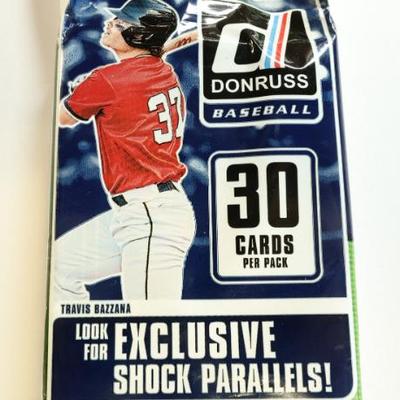 37
DONRUSS
BASEBALL
30
CARDS
PER PACK
TRAVIS BAZZANA
LOOK FOR EXCLUSIVE
SHOCK PARALLELS!